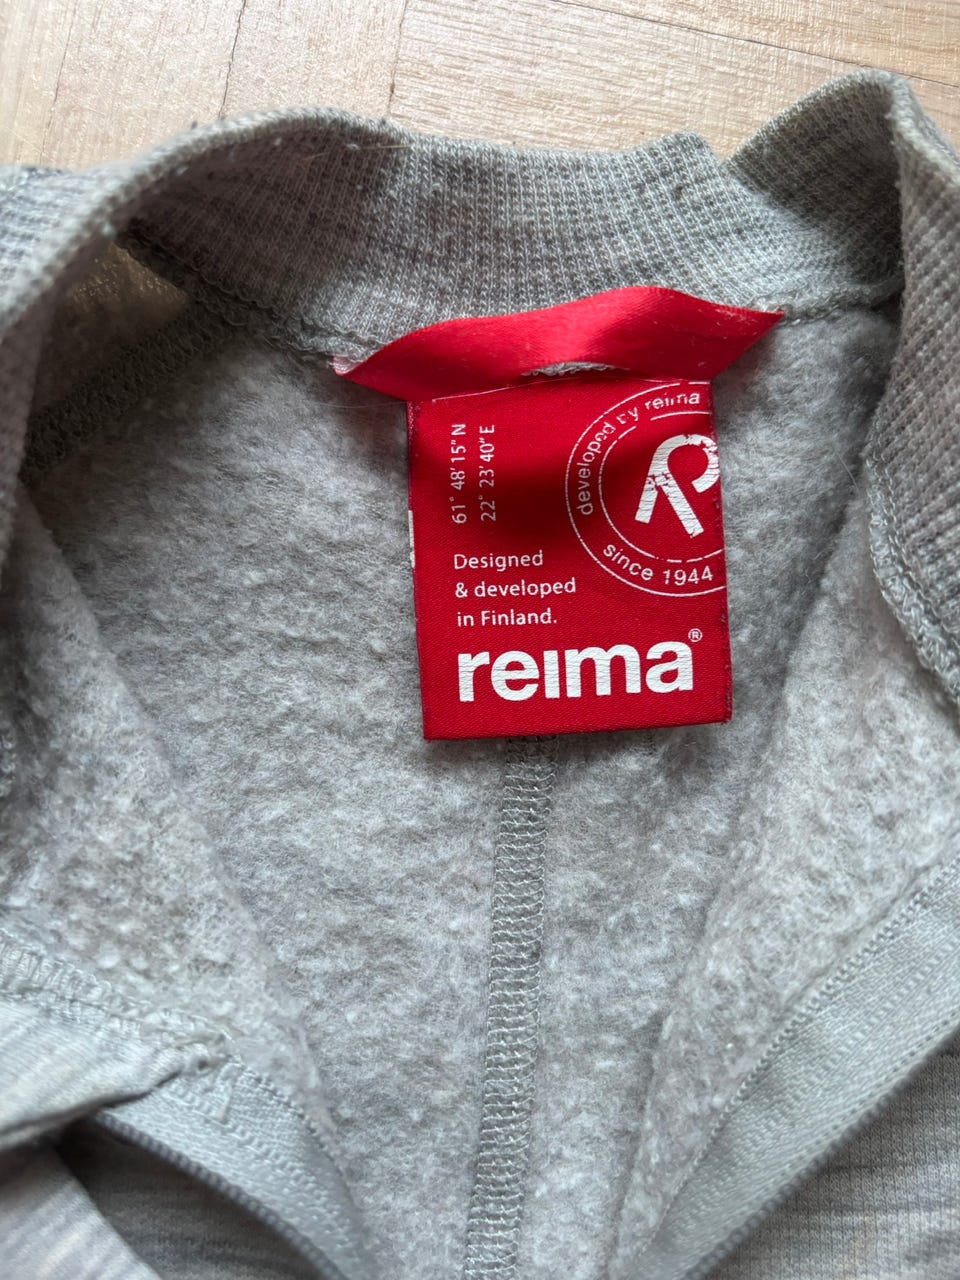 61° 48' 15" N
22° 23' 40" E
developed by reima
since 1944
Designed
& developed
in Finland.
reima®